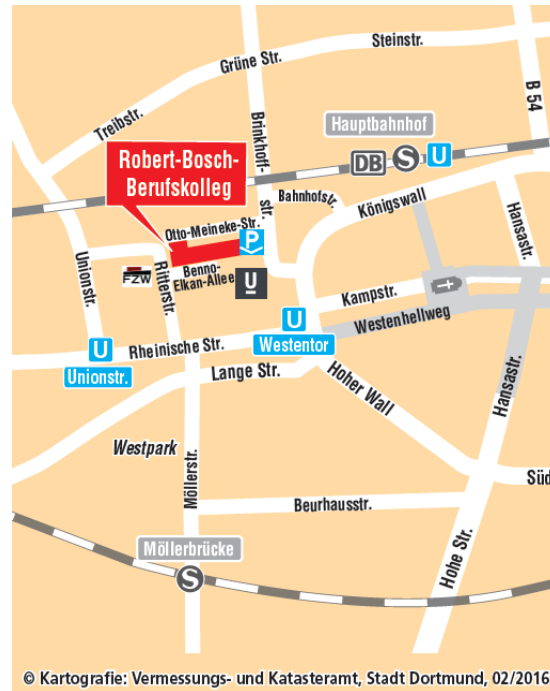 Steinstr.
Grüne Str.
B 54
Treibstr.
Brinkhoff-
str.
Hauptbahnhof
DB S U
Robert-Bosch-
Berufskolleg
Bahnhofstr.
Königswall
Otto-Meineke-Str.
P
Hansastr.
Unionstr.
FZW
Ritterstr.
Benno-
Elkan-Allee
U
Kampstr.
U
Westentor
Westenhellweg
U
Unionstr.
Rheinische Str.
Lange Str.
Hoher Wall
Hansastr.
Westpark
Möllerstr.
Süd
Beurhausstr.
Möllerbrücke
S
Hohe Str.
© Kartografie: Vermessungs- und Katasteramt, Stadt Dortmund, 02/2016